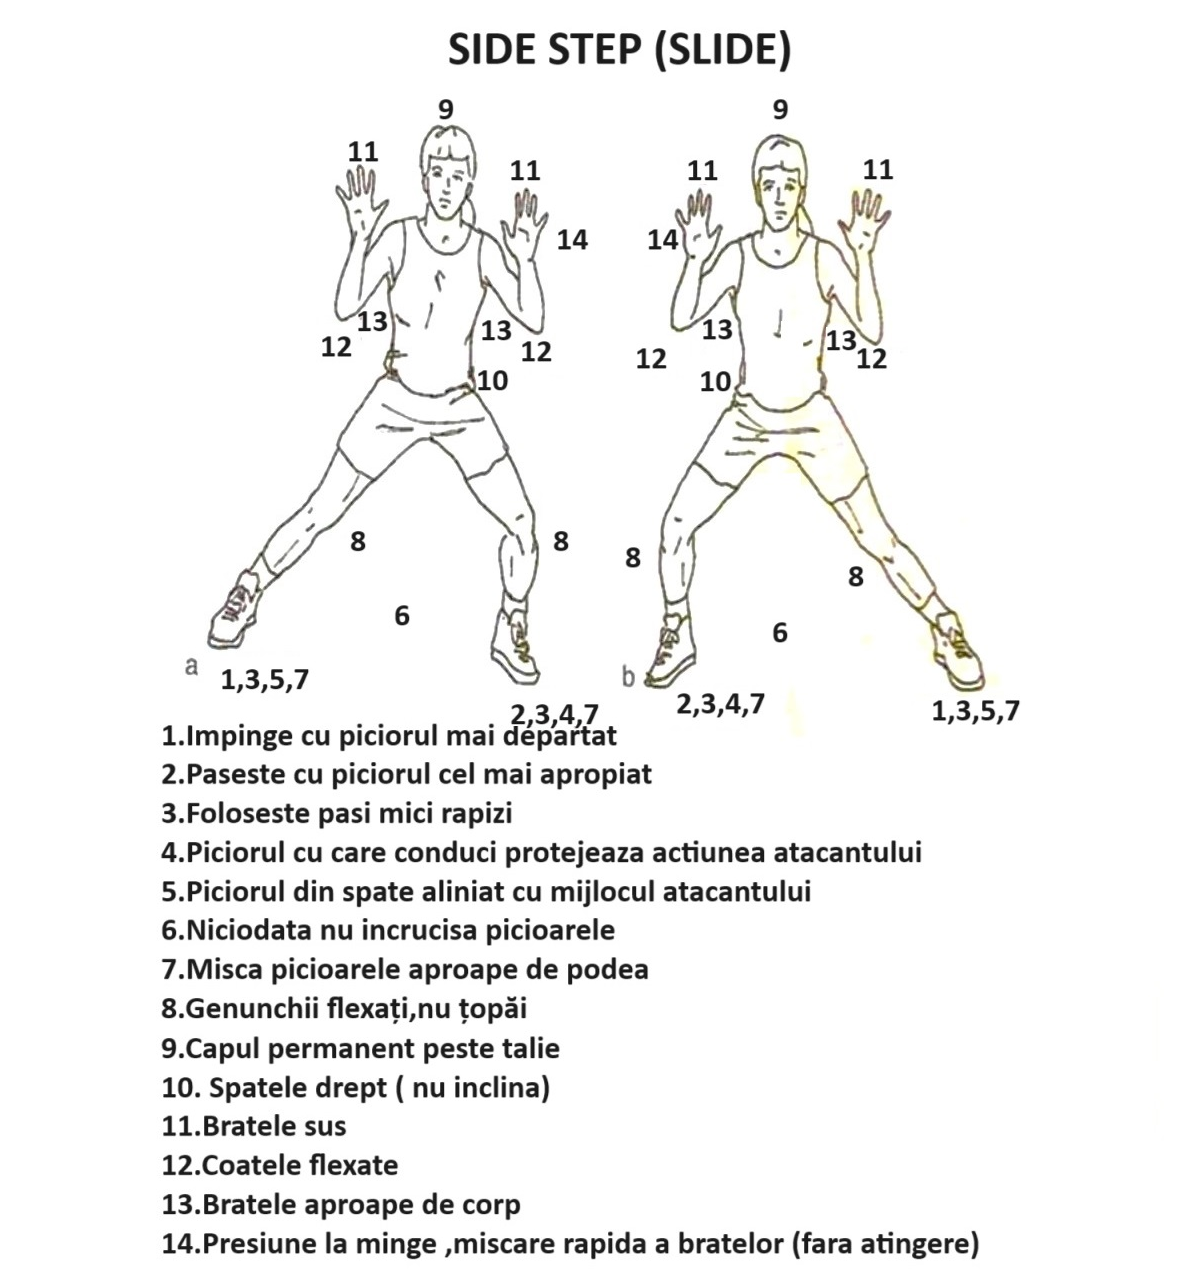 SIDE STEP (SLIDE)
9 9
11 11 11 11
14 14
13 13 13 13
12 12 12 12
10 10
8 8 8 8
6 6
a 1,3,5,7 b 2,3,4,7 1,3,5,7
2,3,4,7
1.Impinge cu piciorul mai departat
2.Paseste cu piciorul cel mai apropiat
3.Foloseste pasi mici rapizi
4.Piciorul cu care conduci protejeaza actiunea atacantului
5.Piciorul din spate aliniat cu mijlocul atacantului
6.Niciodata nu incrucisa picioarele
7.Misca picioarele aproape de podea
8.Genunchii flexați,nu țopăi
9.Capul permanent peste talie
10. Spatele drept ( nu inclina)
11.Bratele sus
12.Coatele flexate
13.Bratele aproape de corp
14.Presiune la minge ,miscare rapida a bratelor (fara atingere)